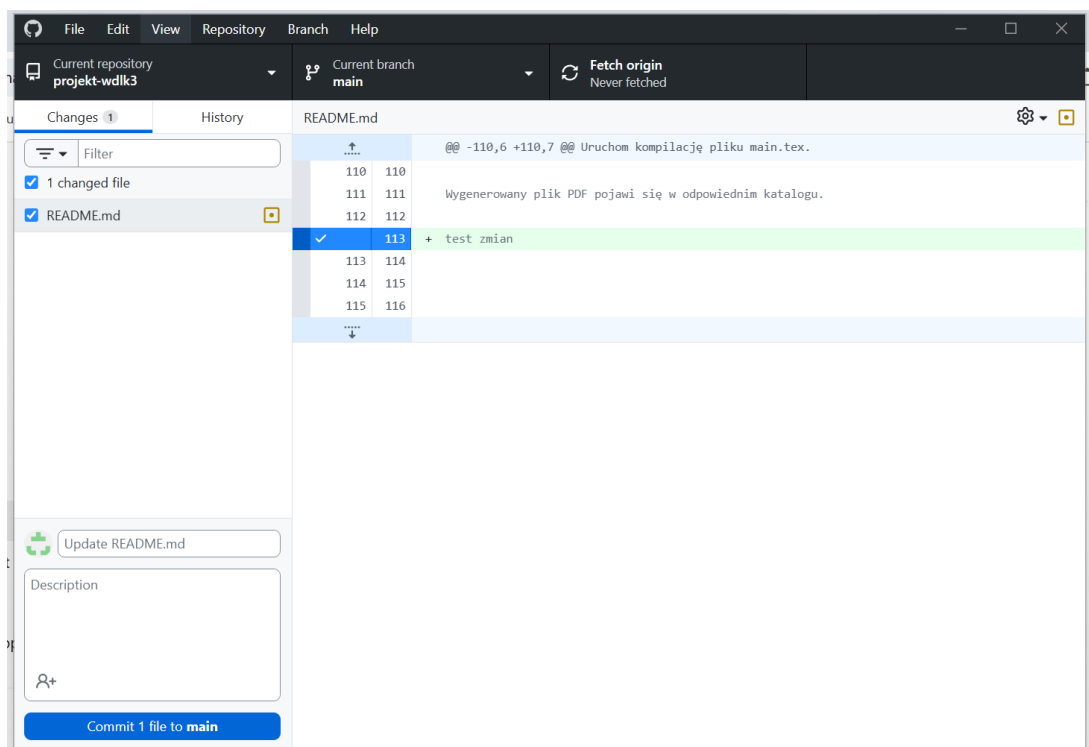 File Edit View Repository Branch Help
Current repository
projekt-wdlk3
Current branch
main
Fetch origin
Never fetched
Changes 1 History
Filter
1 changed file
README.md
Update README.md
Description
Commit 1 file to main
README.md
@@ -110,6 +110,7 @@ Uruchom kompilację pliku main.tex.
110 110
111 111 Wygenerowany plik PDF pojawi się w odpowiednim katalogu.
112 112
113 + test zmian
113 114
114 115
115 116